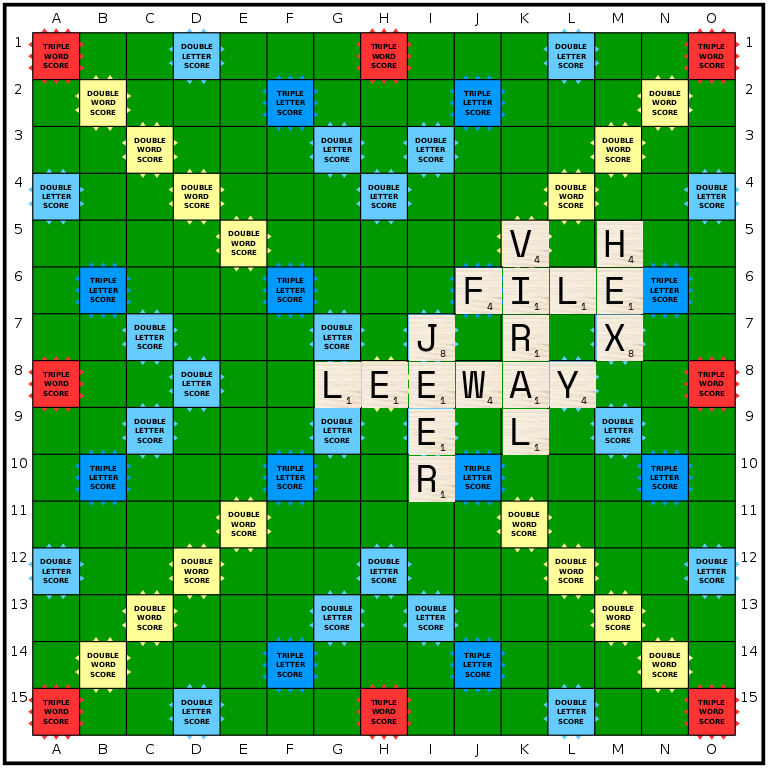 A B C D E F G H I J K L M N O
1 TRIPLE WORD SCORE DOUBLE LETTER SCORE TRIPLE WORD SCORE DOUBLE LETTER SCORE TRIPLE WORD SCORE 1
2 DOUBLE WORD SCORE TRIPLE LETTER SCORE TRIPLE LETTER SCORE DOUBLE WORD SCORE 2
3 DOUBLE WORD SCORE DOUBLE LETTER SCORE DOUBLE LETTER SCORE DOUBLE WORD SCORE 3
4 DOUBLE LETTER SCORE DOUBLE WORD SCORE DOUBLE LETTER SCORE DOUBLE WORD SCORE DOUBLE LETTER SCORE 4
5 DOUBLE WORD SCORE V4 H4 5
6 TRIPLE LETTER SCORE TRIPLE LETTER SCORE F4 I1 L1 E1 TRIPLE LETTER SCORE 6
7 DOUBLE LETTER SCORE DOUBLE LETTER SCORE J8 R1 X8 7
8 TRIPLE WORD SCORE DOUBLE LETTER SCORE L1 E1 E1 W4 A1 Y4 TRIPLE WORD SCORE 8
9 DOUBLE LETTER SCORE DOUBLE LETTER SCORE E1 L1 DOUBLE LETTER SCORE 9
10 TRIPLE LETTER SCORE TRIPLE LETTER SCORE R1 TRIPLE LETTER SCORE TRIPLE LETTER SCORE 10
11 DOUBLE WORD SCORE DOUBLE WORD SCORE 11
12 DOUBLE LETTER SCORE DOUBLE WORD SCORE DOUBLE LETTER SCORE DOUBLE WORD SCORE DOUBLE LETTER SCORE 12
13 DOUBLE WORD SCORE DOUBLE LETTER SCORE DOUBLE LETTER SCORE DOUBLE WORD SCORE 13
14 DOUBLE WORD SCORE TRIPLE LETTER SCORE TRIPLE LETTER SCORE DOUBLE WORD SCORE 14
15 TRIPLE WORD SCORE DOUBLE LETTER SCORE TRIPLE WORD SCORE DOUBLE LETTER SCORE TRIPLE WORD SCORE 15
A B C D E F G H I J K L M N O